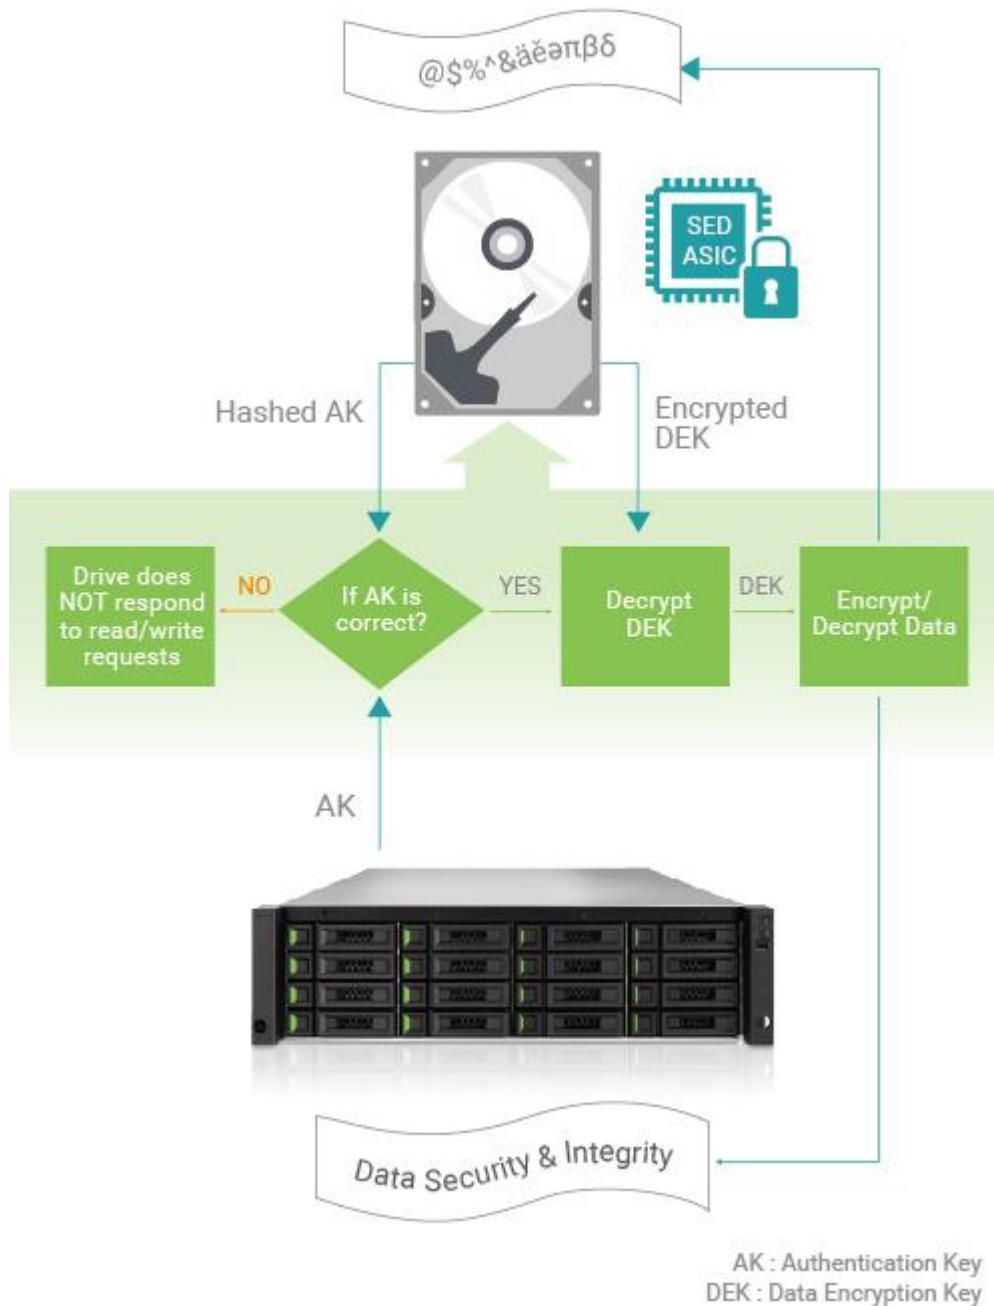 @$%^&äěəπβδ
SED
ASIC
Hashed AK
Encrypted
DEK
Drive does
NOT respond
to read/write
requests
NO
If AK is
correct?
YES
Decrypt
DEK
DEK
Encrypt/
Decrypt Data
AK
Data Security & Integrity
AK : Authentication Key
DEK : Data Encryption Key